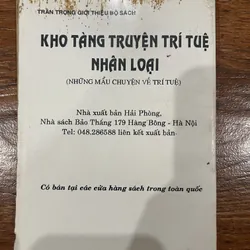 TRẦN TRỌNG GIỚI THIỆU BỘ SÁCH
KHO TÀNG TRUYỆN TRÍ TUỆ
NHÂN LOẠI
(NHỮNG MẨU CHUYỆN VỀ TRÍ TUỆ)
Nhà xuất bản Hải Phòng,
Nhà sách Bảo Thắng 179 Hàng Bông - Hà Nội
Tel: 048.286588 liên kết xuất bản
Có bán tại các cửa hàng sách trong toàn quốc